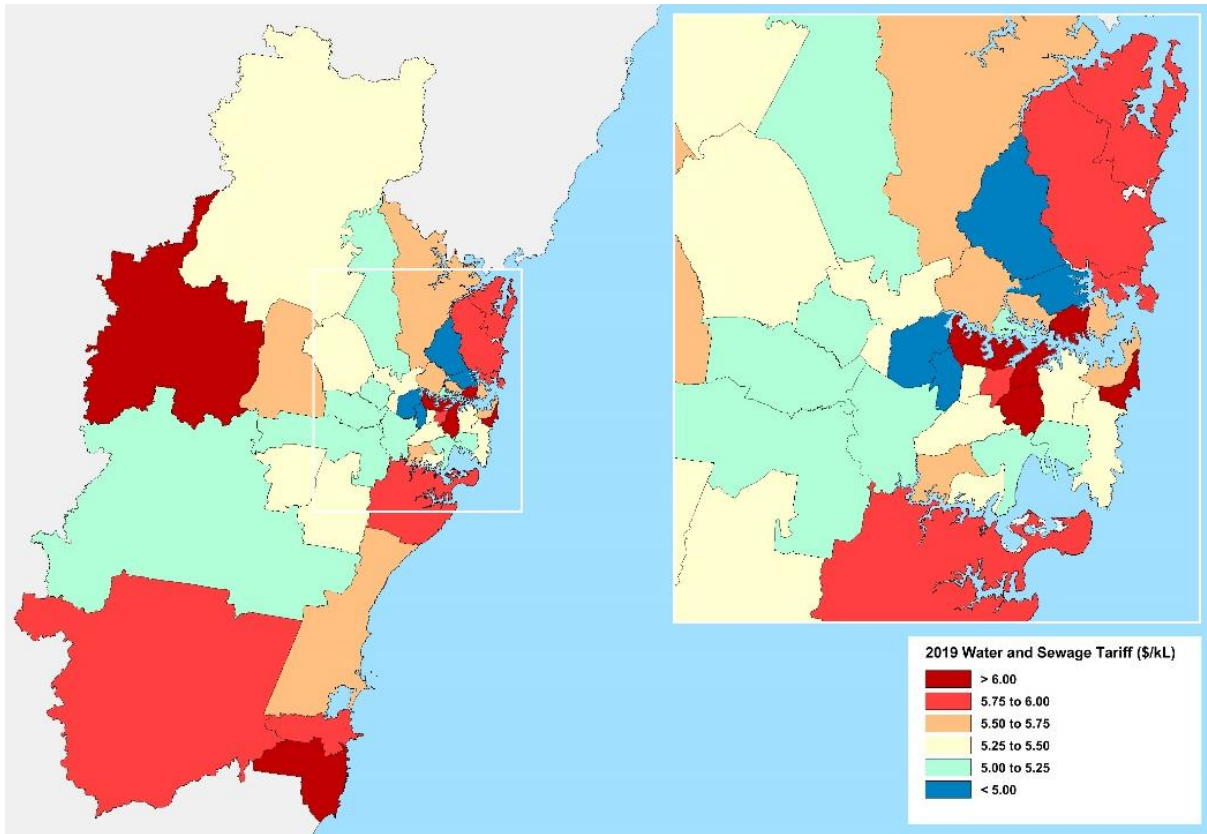 2019 Water and Sewage Tariff ($/kL)
> 6.00
5.75 to 6.00
5.50 to 5.75
5.25 to 5.50
5.00 to 5.25
< 5.00